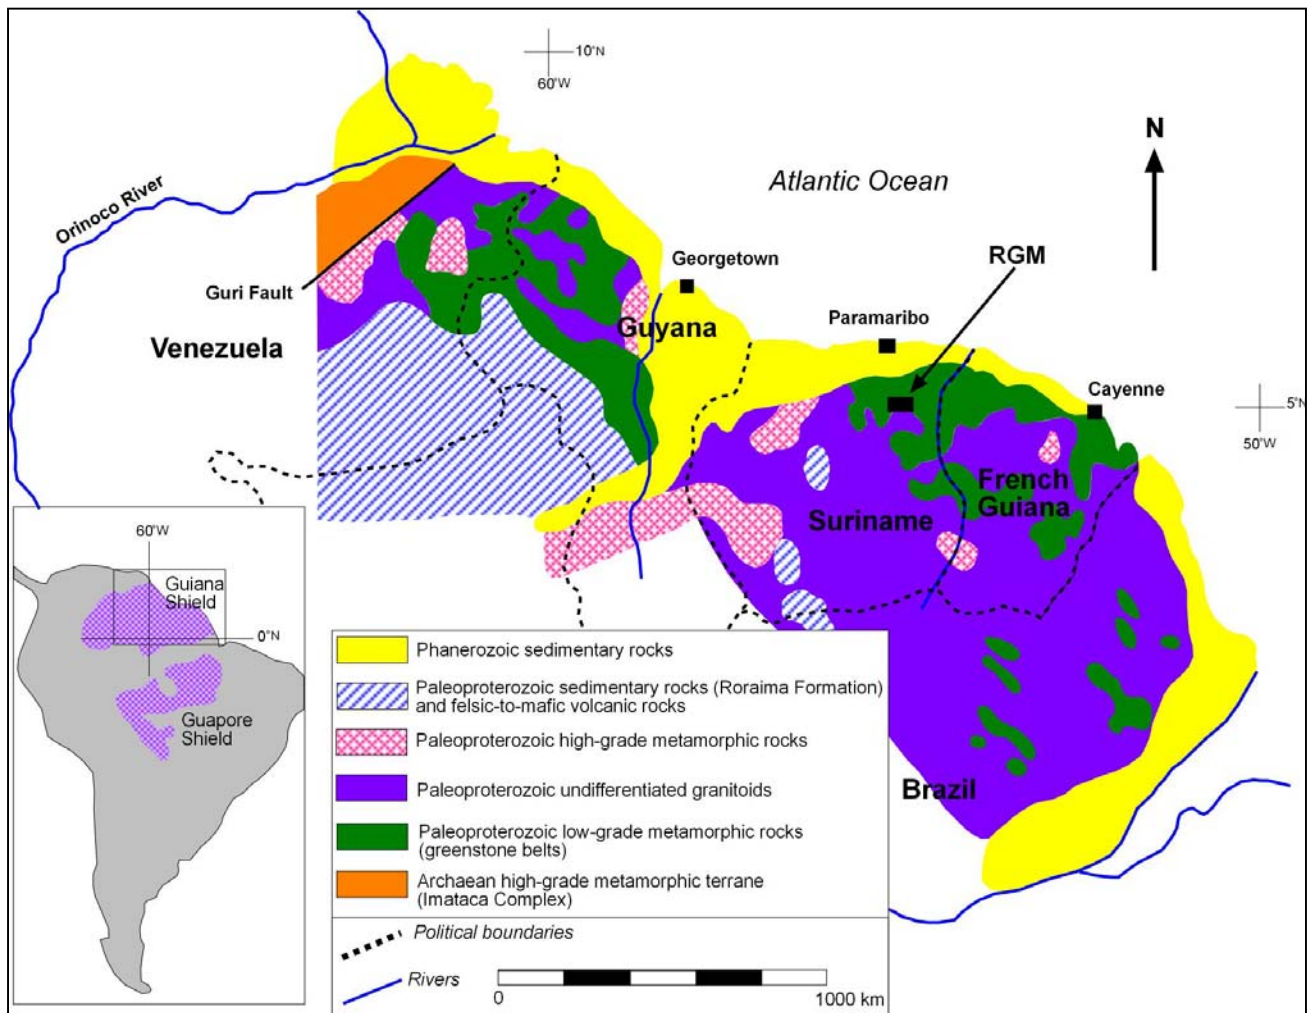 10°N
60°W
N
Atlantic Ocean
Orinoco River
RGM
Georgetown
Guri Fault
Paramaribo
Guyana
Venezuela
Cayenne
5°N
50°W
French
Guiana
Suriname
60°W
Guiana
Shield
0°N
Guapore
Shield
Phanerozoic sedimentary rocks
Paleoproterozoic sedimentary rocks (Roraima Formation)
and felsic-to-mafic volcanic rocks
Paleoproterozoic high-grade metamorphic rocks
Paleoproterozoic undifferentiated granitoids
Brazil
Paleoproterozoic low-grade metamorphic rocks
(greenstone belts)
Archaean high-grade metamorphic terrane
(Imataca Complex)
Political boundaries
Rivers
0
1000 km